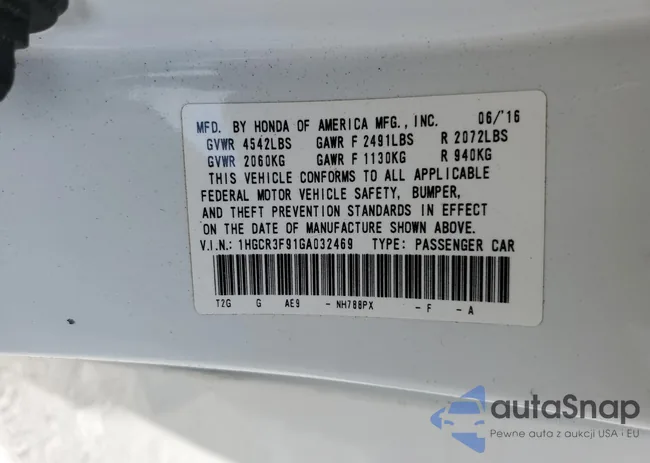 MFD. BY HONDA OF AMERICA MFG., INC. 06/'16
GVWR 4542LBS GAWR F 2491LBS R 2072LBS
GVWR 2060KG GAWR F 1130KG R 940KG
THIS VEHICLE CONFORMS TO ALL APPLICABLE
FEDERAL MOTOR VEHICLE SAFETY, BUMPER,
AND THEFT PREVENTION STANDARDS IN EFFECT
ON THE DATE OF MANUFACTURE SHOWN ABOVE.
V.I.N.: 1HGCR3F91GA032469 TYPE: PASSENGER CAR
T2G G AE9 - NH788PX - F - A
autoSnap
Pewne auta z aukcji USA i EU